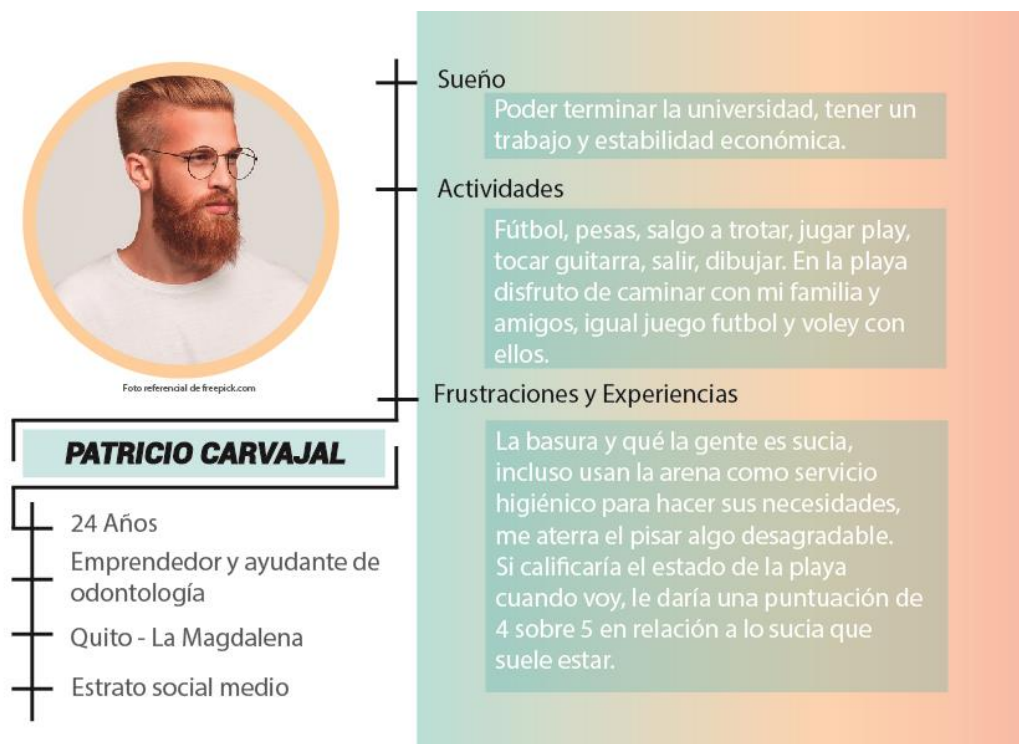 Foto referencial de freepick.com
PATRICIO CARVAJAL
24 Años
Emprendedor y ayudante de
odontología
Quito - La Magdalena
Estrato social medio
Sueño
Poder terminar la universidad, tener un
trabajo y estabilidad económica.
Actividades
Fútbol, pesas, salgo a trotar, jugar play,
tocar guitarra, salir, dibujar. En la playa
disfruto de caminar con mi familia y
amigos, igual juego futbol y voley con
ellos.
Frustraciones y Experiencias
La basura y qué la gente es sucia,
incluso usan la arena como servicio
higiénico para hacer sus necesidades,
me aterra el pisar algo desagradable.
Si calificaría el estado de la playa
cuando voy, le daría una puntuación de
4 sobre 5 en relación a lo sucia que
suele estar.